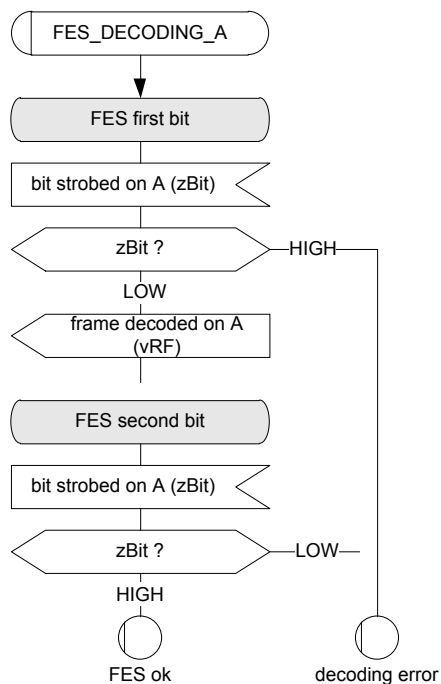 FES_DECODING_A
FES first bit
bit strobed on A (zBit)
zBit ?
HIGH
LOW
frame decoded on A
(vRF)
FES second bit
bit strobed on A (zBit)
zBit ?
LOW
HIGH
FES ok
decoding error